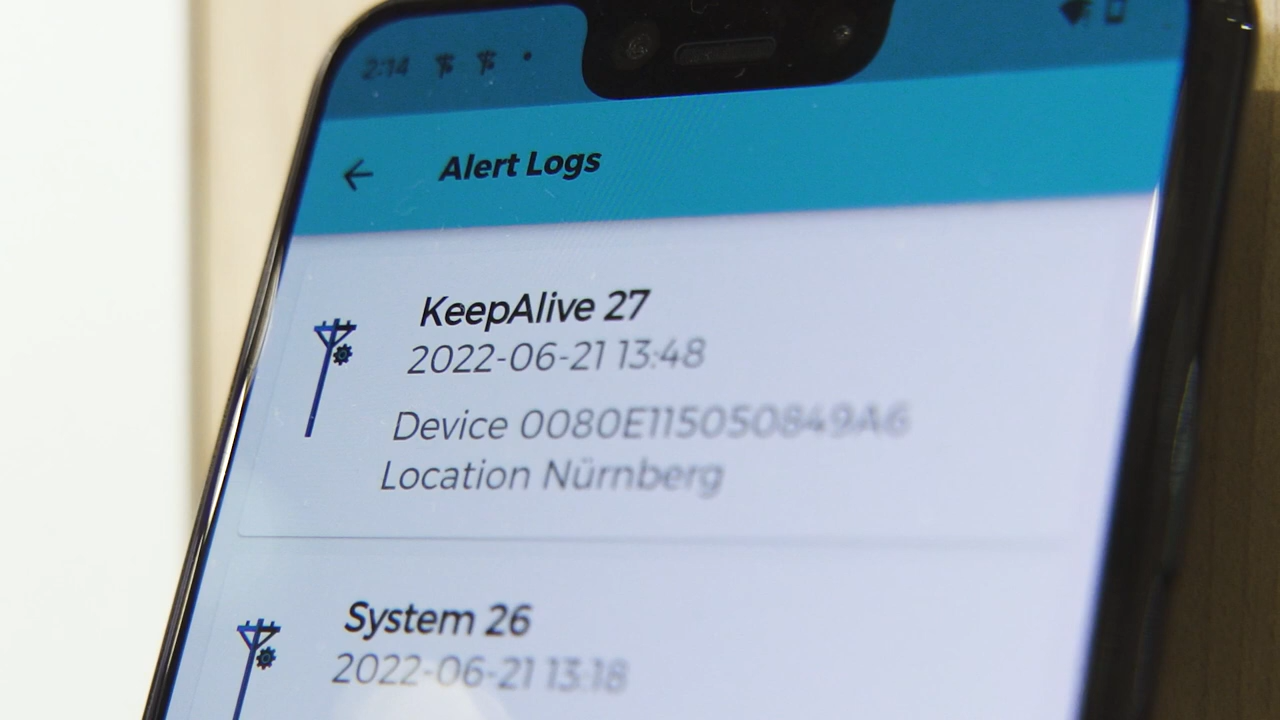 2:14
Alert Logs
KeepAlive 27
2022-06-21 13:48
Device 0080E115050849A6
Location Nürnberg
System 26
2022-06-21 13:18